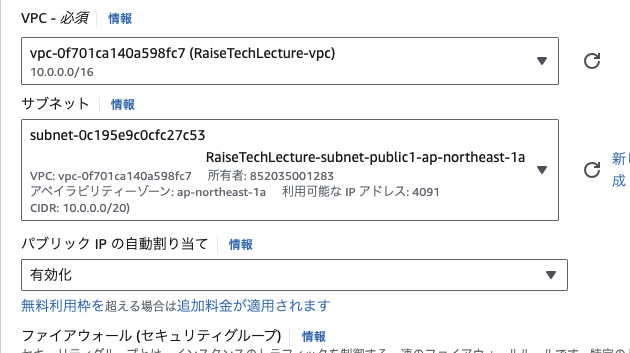 VPC - 必須 情報
vpc-0f701ca140a598fc7 (RaiseTechLecture-vpc)
10.0.0.0/16
サブネット 情報
subnet-0c195e9c0cfc27c53
RaiseTechLecture-subnet-public1-ap-northeast-1a
VPC: vpc-0f701ca140a598fc7 所有者: 852035001283
アベイラビリティーゾーン: ap-northeast-1a 利用可能な IP アドレス: 4091
CIDR: 10.0.0.0/20)
新し
成
パブリック IP の自動割り当て 情報
有効化
無料利用枠を超える場合は追加料金が適用されます
ファイアウォール (セキュリティグループ) 情報